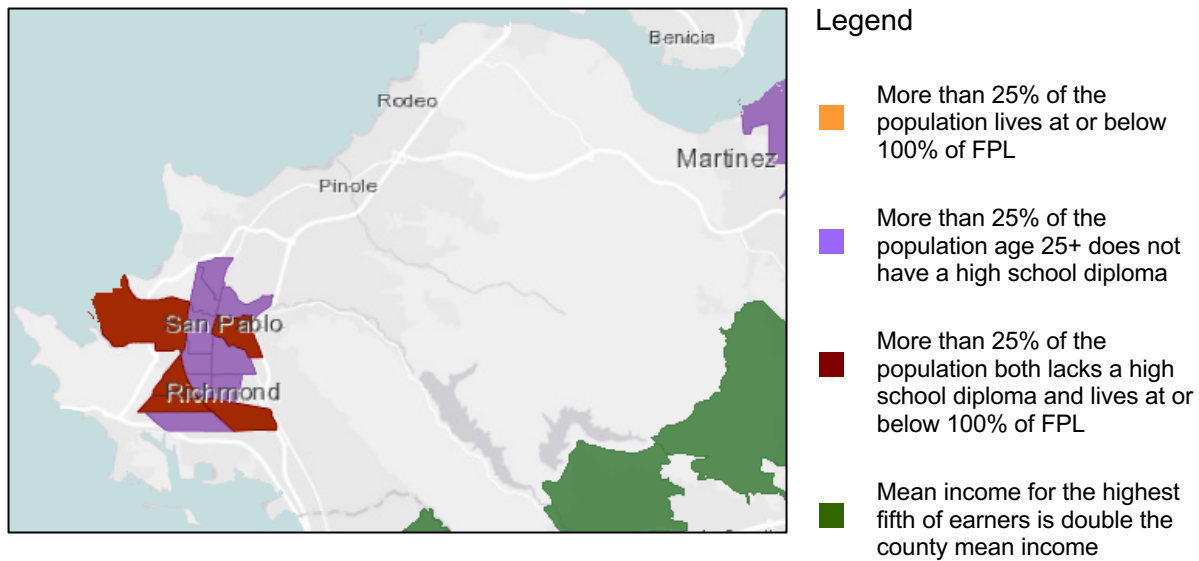 Benicia
Rodeo
Martinez
Pinole
San Pablo
Richmond
Legend
More than 25% of the
population lives at or below
100% of FPL
More than 25% of the
population age 25+ does not
have a high school diploma
More than 25% of the
population both lacks a high
school diploma and lives at or
below 100% of FPL
Mean income for the highest
fifth of earners is double the
county mean income